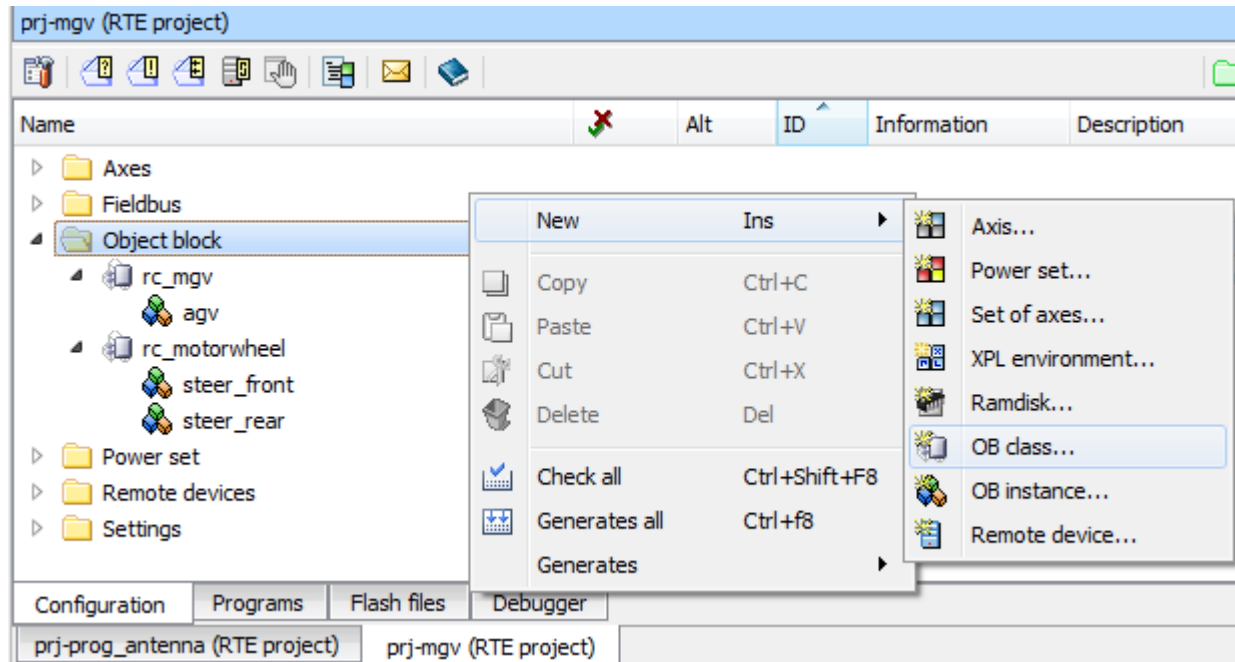 prj-mgv (RTE project)
Name Alt ID Information Description
Axes
Fieldbus
Object block
rc_mgv
agv
rc_motorwheel
steer_front
steer_rear
Power set
Remote devices
Settings
New Ins
Copy Ctrl+C
Paste Ctrl+V
Cut Ctrl+X
Delete Del
Check all Ctrl+Shift+F8
Generates all Ctrl+f8
Generates
Axis...
Power set...
Set of axes...
XPL environment...
Ramdisk...
OB class...
OB instance...
Remote device...
Configuration Programs Flash files Debugger
prj-prog_antenna (RTE project) prj-mgv (RTE project)